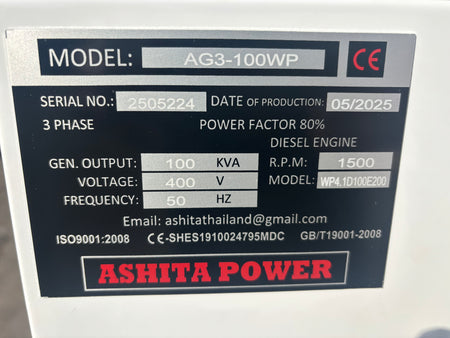 MODEL: AG3-100WP CE
SERIAL NO.: 2505224 DATE OF PRODUCTION: 05/2025
3 PHASE POWER FACTOR 80%
DIESEL ENGINE
GEN. OUTPUT: 100 KVA R.P.M: 1500
VOLTAGE: 400 V MODEL: WP4.1D100E200
FREQUENCY: 50 HZ
Email: ashitathailand@gmail.com
ISO9001:2008 CE-SHES1910024795MDC GB/T19001-2008
ASHITA POWER